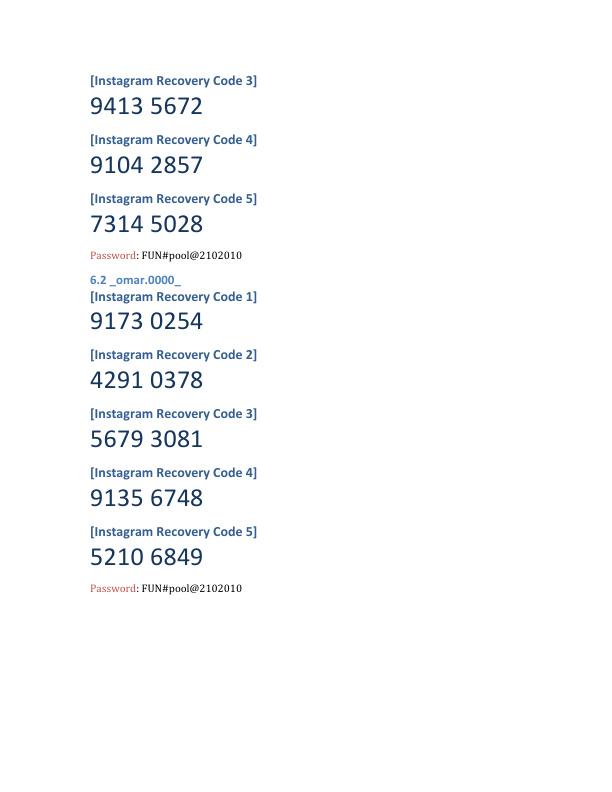 [Instagram Recovery Code 3]
9413 5672
[Instagram Recovery Code 4]
9104 2857
[Instagram Recovery Code 5]
7314 5028
Password: FUN#pool@2102010
6.2 _omar.0000_
[Instagram Recovery Code 1]
9173 0254
[Instagram Recovery Code 2]
4291 0378
[Instagram Recovery Code 3]
5679 3081
[Instagram Recovery Code 4]
9135 6748
[Instagram Recovery Code 5]
5210 6849
Password: FUN#pool@2102010